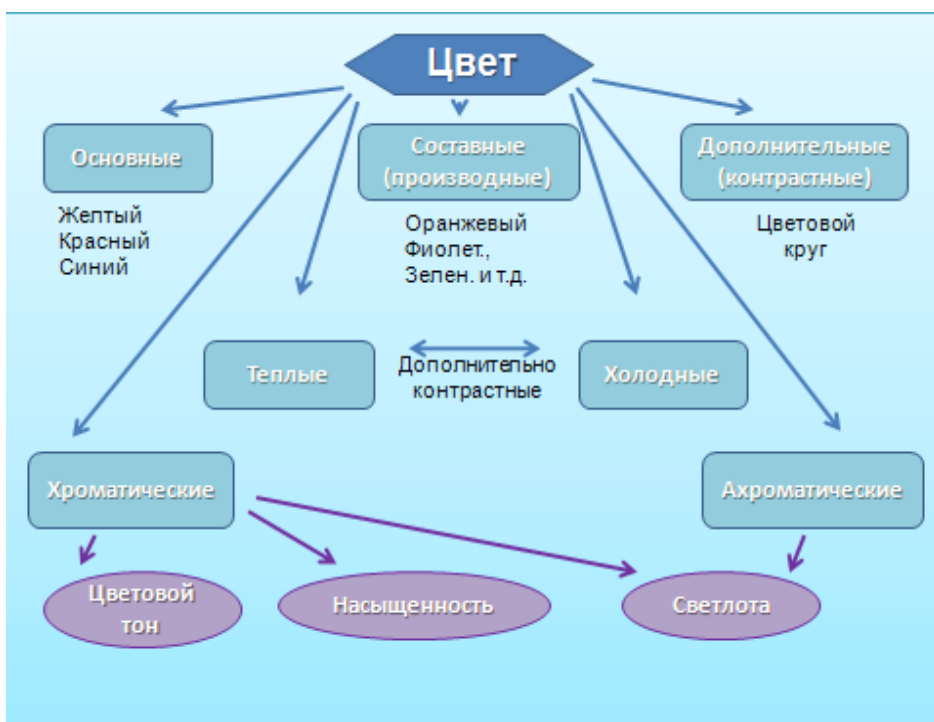 Цвет
Основные
Составные
(производные)
Дополнительные
(контрастные)
Желтый
Красный
Синий
Оранжевый
Фиолет.,
Зелен. и т.д.
Цветовой
круг
Теплые
Дополнительно
контрастные
Холодные
Хроматические
Ахроматические
Цветовой
тон
Насыщенность
Светлота